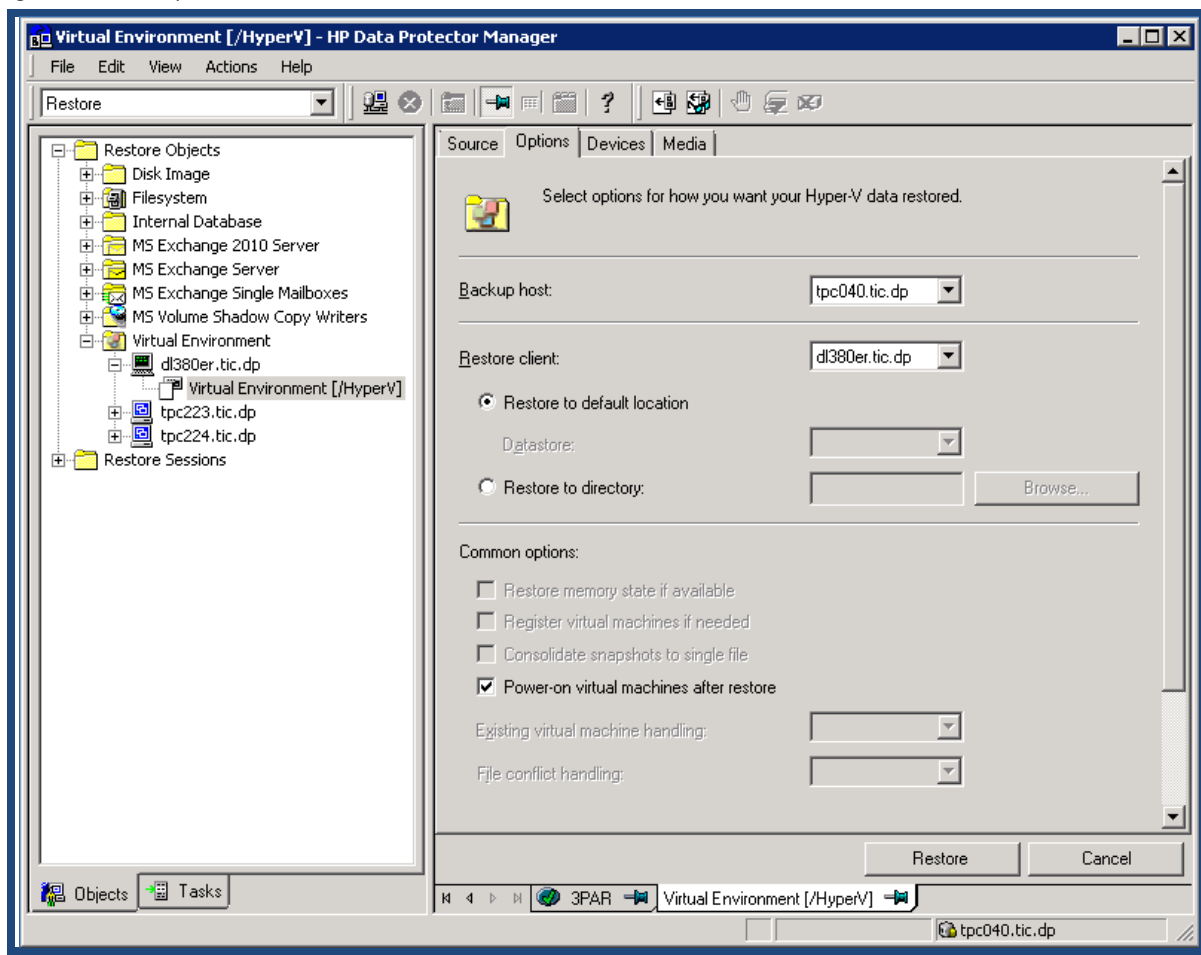 Virtual Environment [/HyperV] - HP Data Protector Manager
File Edit View Actions Help
Restore
Restore Objects
Disk Image
Filesystem
Internal Database
MS Exchange 2010 Server
MS Exchange Server
MS Exchange Single Mailboxes
MS Volume Shadow Copy Writers
Virtual Environment
dl380er.tic.dp
Virtual Environment [/HyperV]
tpc223.tic.dp
tpc224.tic.dp
Restore Sessions
Objects Tasks
Source Options Devices Media
Select options for how you want your Hyper-V data restored.
Backup host: tpc040.tic.dp
Restore client: dl380er.tic.dp
Restore to default location
Datastore:
Restore to directory: Browse...
Common options:
Restore memory state if available
Register virtual machines if needed
Consolidate snapshots to single file
Power-on virtual machines after restore
Existing virtual machine handling:
File conflict handling:
Restore Cancel
3PAR Virtual Environment [/HyperV]
tpc040.tic.dp